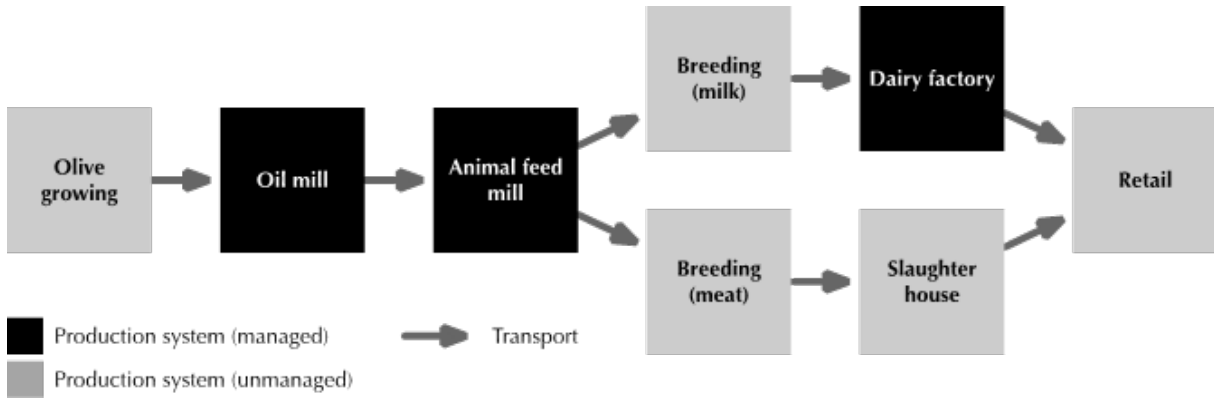 Breeding
(milk)
Dairy factory
Olive
growing
Oil mill
Animal feed
mill
Retail
Breeding
(meat)
Slaughter
house
Production system (managed)
Transport
Production system (unmanaged)